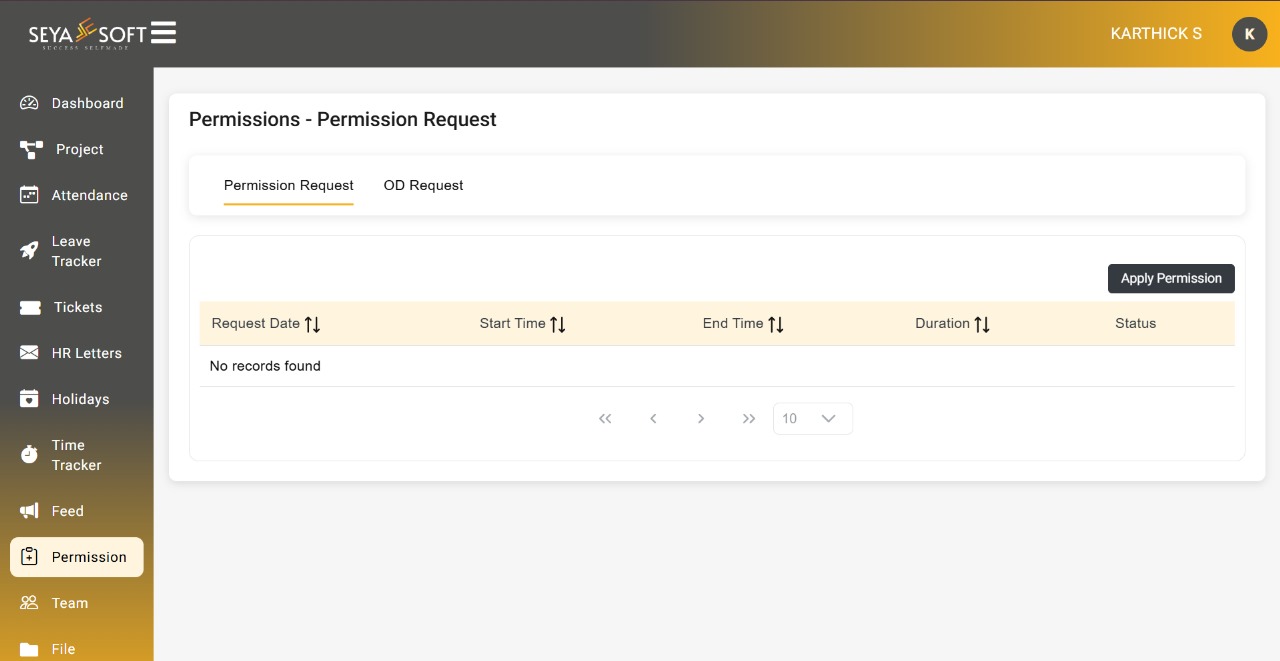 SEYA SOFT
SUCCESS SELFMADE
KARTHICK S
K
Dashboard
Project
Attendance
Leave
Tracker
Tickets
HR Letters
Holidays
Time
Tracker
Feed
Permission
Team
File
Permissions - Permission Request
Permission Request
OD Request
Apply Permission
Request Date Start Time End Time Duration Status
No records found
10